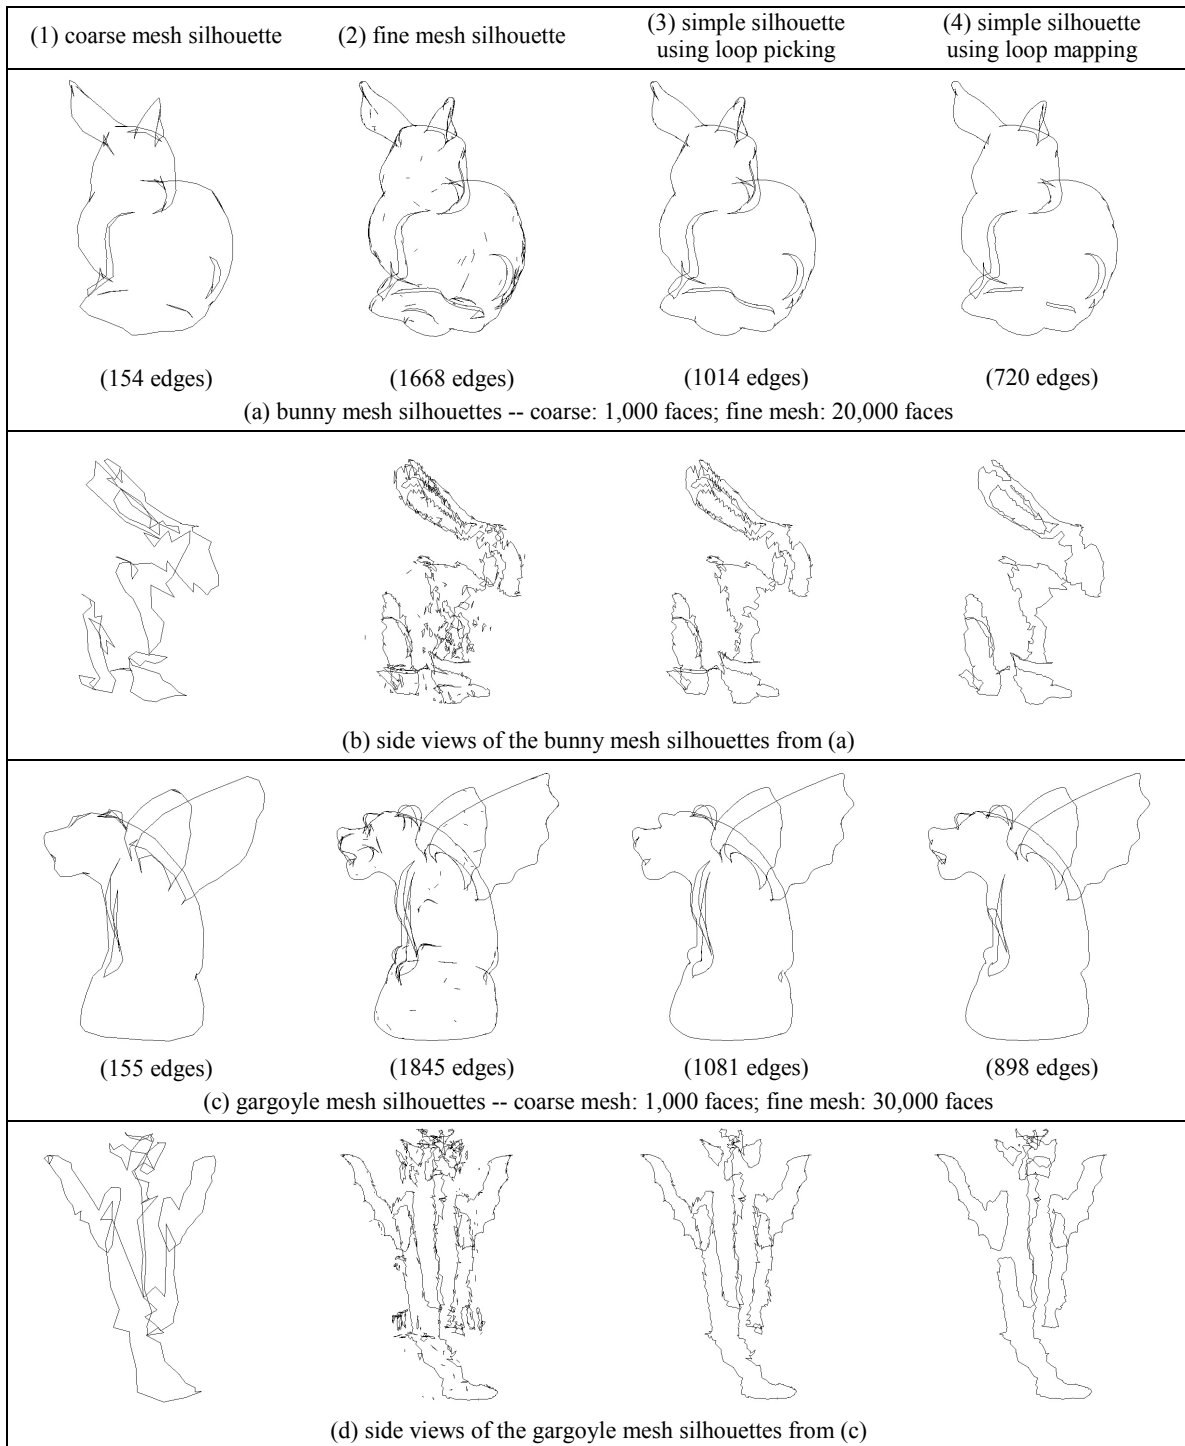 (1) coarse mesh silhouette
(2) fine mesh silhouette
(3) simple silhouette
using loop picking
(4) simple silhouette
using loop mapping
(154 edges)
(1668 edges)
(1014 edges)
(720 edges)
(a) bunny mesh silhouettes -- coarse: 1,000 faces; fine mesh: 20,000 faces
(b) side views of the bunny mesh silhouettes from (a)
(155 edges)
(1845 edges)
(1081 edges)
(898 edges)
(c) gargoyle mesh silhouettes -- coarse mesh: 1,000 faces; fine mesh: 30,000 faces
(d) side views of the gargoyle mesh silhouettes from (c)